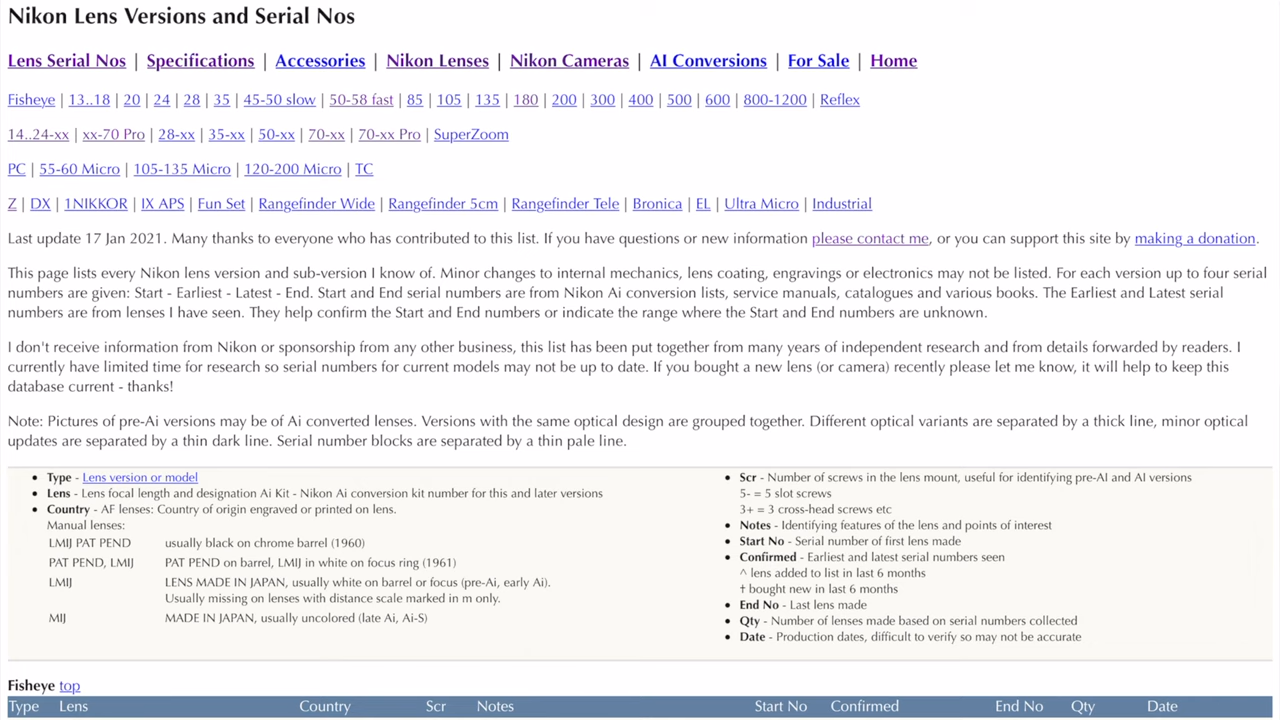 Nikon Lens Versions and Serial Nos
Lens Serial Nos | Specifications | Accessories | Nikon Lenses | Nikon Cameras | AI Conversions | For Sale | Home
Fisheye | 13..18 | 20 | 24 | 28 | 35 | 45-50 slow | 50-58 fast | 85 | 105 | 135 | 180 | 200 | 300 | 400 | 500 | 600 | 800-1200 | Reflex
14..24-xx | xx-70 Pro | 28-xx | 35-xx | 50-xx | 70-xx | 70-xx Pro | SuperZoom
PC | 55-60 Micro | 105-135 Micro | 120-200 Micro | TC
Z | DX | 1NIKKOR | IX APS | Fun Set | Rangefinder Wide | Rangefinder 5cm | Rangefinder Tele | Bronica | EL | Ultra Micro | Industrial
Last update 17 Jan 2021. Many thanks to everyone who has contributed to this list. If you have questions or new information please contact me, or you can support this site by making a donation.
This page lists every Nikon lens version and sub-version I know of. Minor changes to internal mechanics, lens coating, engravings or electronics may not be listed. For each version up to four serial
numbers are given: Start - Earliest - Latest - End. Start and End serial numbers are from Nikon Ai conversion lists, service manuals, catalogues and various books. The Earliest and Latest serial
numbers are from lenses I have seen. They help confirm the Start and End numbers or indicate the range where the Start and End numbers are unknown.
I don't receive information from Nikon or sponsorship from any other business, this list has been put together from many years of independent research and from details forwarded by readers. I
currently have limited time for research so serial numbers for current models may not be up to date. If you bought a new lens (or camera) recently please let me know, it will help to keep this
database current - thanks!
Note: Pictures of pre-Ai versions may be of Ai converted lenses. Versions with the same optical design are grouped together. Different optical variants are separated by a thick line, minor optical
updates are separated by a thin dark line. Serial number blocks are separated by a thin pale line.
• Type - Lens version or model
• Lens - Lens focal length and designation Ai Kit - Nikon Ai conversion kit number for this and later versions
• Country - AF lenses: Country of origin engraved or printed on lens.
Manual lenses:
LMIJ PAT PEND usually black on chrome barrel (1960)
PAT PEND, LMIJ PAT PEND on barrel, LMIJ in white on focus ring (1961)
LMIJ LENS MADE IN JAPAN, usually white on barrel or focus (pre-Ai, early Ai).
Usually missing on lenses with distance scale marked in m only.
MIJ MADE IN JAPAN, usually uncolored (late Ai, Ai-S)
• Scr - Number of screws in the lens mount, useful for identifying pre-AI and AI versions
5- = 5 slot screws
3+ = 3 cross-head screws etc
• Notes - Identifying features of the lens and points of interest
• Start No - Serial number of first lens made
• Confirmed - Earliest and latest serial numbers seen
^ lens added to list in last 6 months
† bought new in last 6 months
• End No - Last lens made
• Qty - Number of lenses made based on serial numbers collected
• Date - Production dates, difficult to verify so may not be accurate
Fisheye top
Type Lens Country Scr Notes Start No Confirmed End No Qty Date